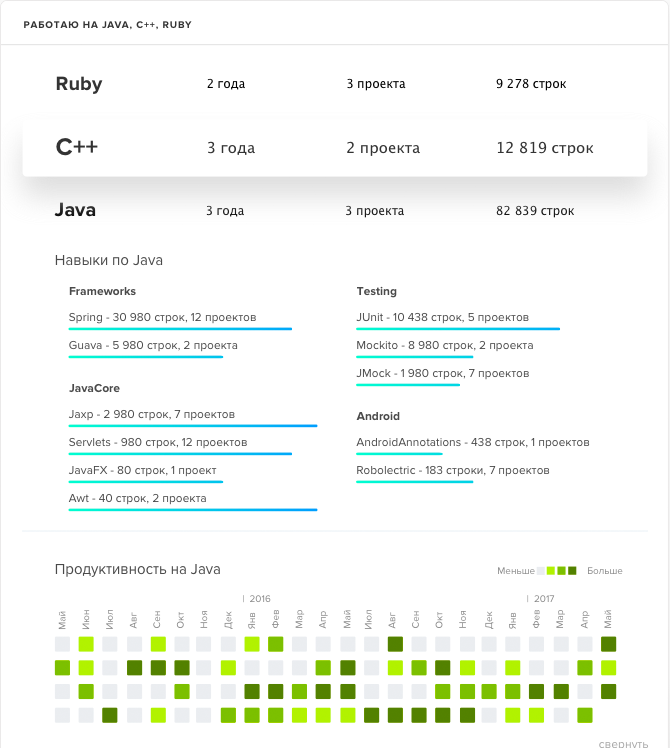 РАБОТАЮ НА JAVA, C++, RUBY
Ruby 2 года 3 проекта 9 278 строк
C++ 3 года 2 проекта 12 819 строк
Java 3 года 3 проекта 82 839 строк
Навыки по Java
Frameworks
Spring - 30 980 строк, 12 проектов
Guava - 5 980 строк, 2 проекта
JavaCore
Jaxp - 2 980 строк, 7 проектов
Servlets - 980 строк, 12 проектов
JavaFX - 80 строк, 1 проект
Awt - 40 строк, 2 проекта
Testing
JUnit - 10 438 строк, 5 проектов
Mockito - 8 980 строк, 2 проекта
JMock - 1 980 строк, 7 проектов
Android
AndroidAnnotations - 438 строк, 1 проектов
Robolectric - 183 строки, 7 проектов
Продуктивность на Java
Меньше Больше
2016 2017
Май Июн Июл Авг Сен Окт Ноя Дек Янв Фев Мар Апр Май Июл Авг Сен Окт Ноя Дек Янв Фев Мар Апр Май
свернуть